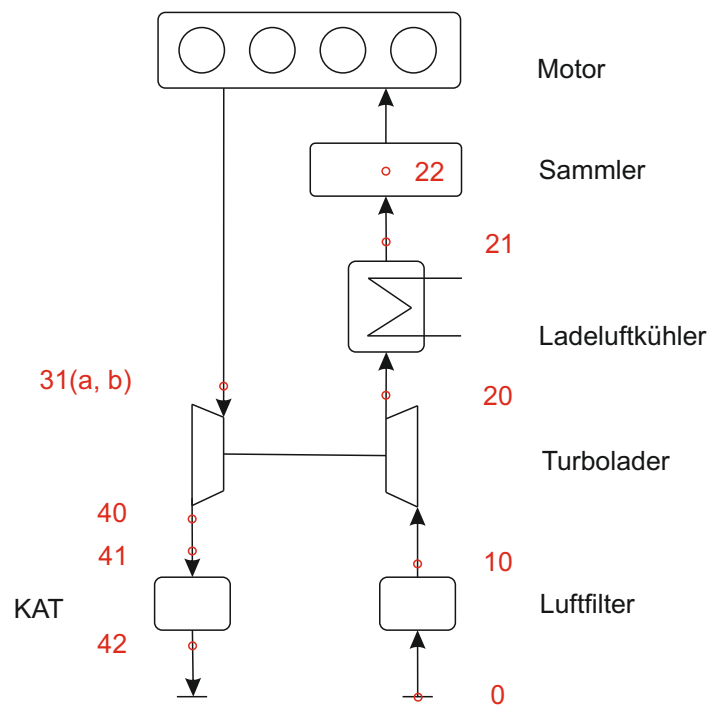 Motor
22 Sammler
21
Ladeluftkühler
31(a, b) 20
Turbolader
40
41 10
KAT Luftfilter
42
0